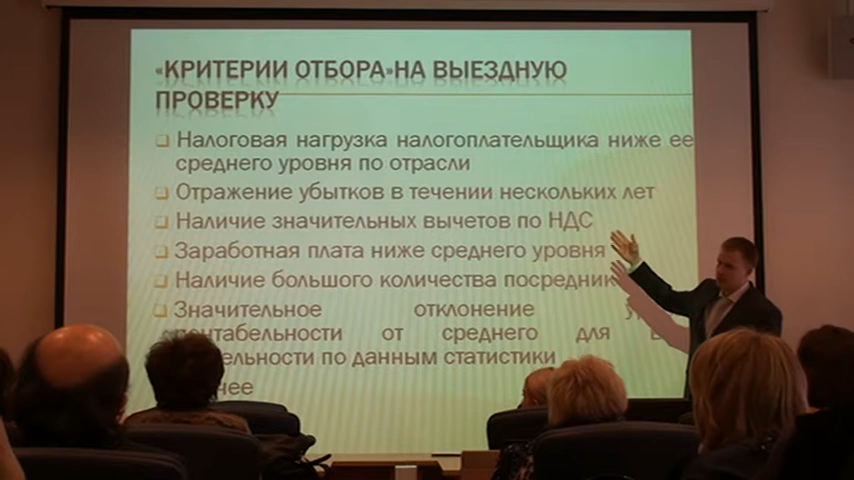 «КРИТЕРИИ ОТБОРА»НА ВЫЕЗДНУЮ
ПРОВЕРКУ
Налоговая нагрузка налогоплательщика ниже ее
среднего уровня по отрасли
Отражение убытков в течении нескольких лет
Наличие значительных вычетов по НДС
Заработная плата ниже среднего уровня
Наличие большого количества
Значительное отклонение
от среднего для
по данным статистики